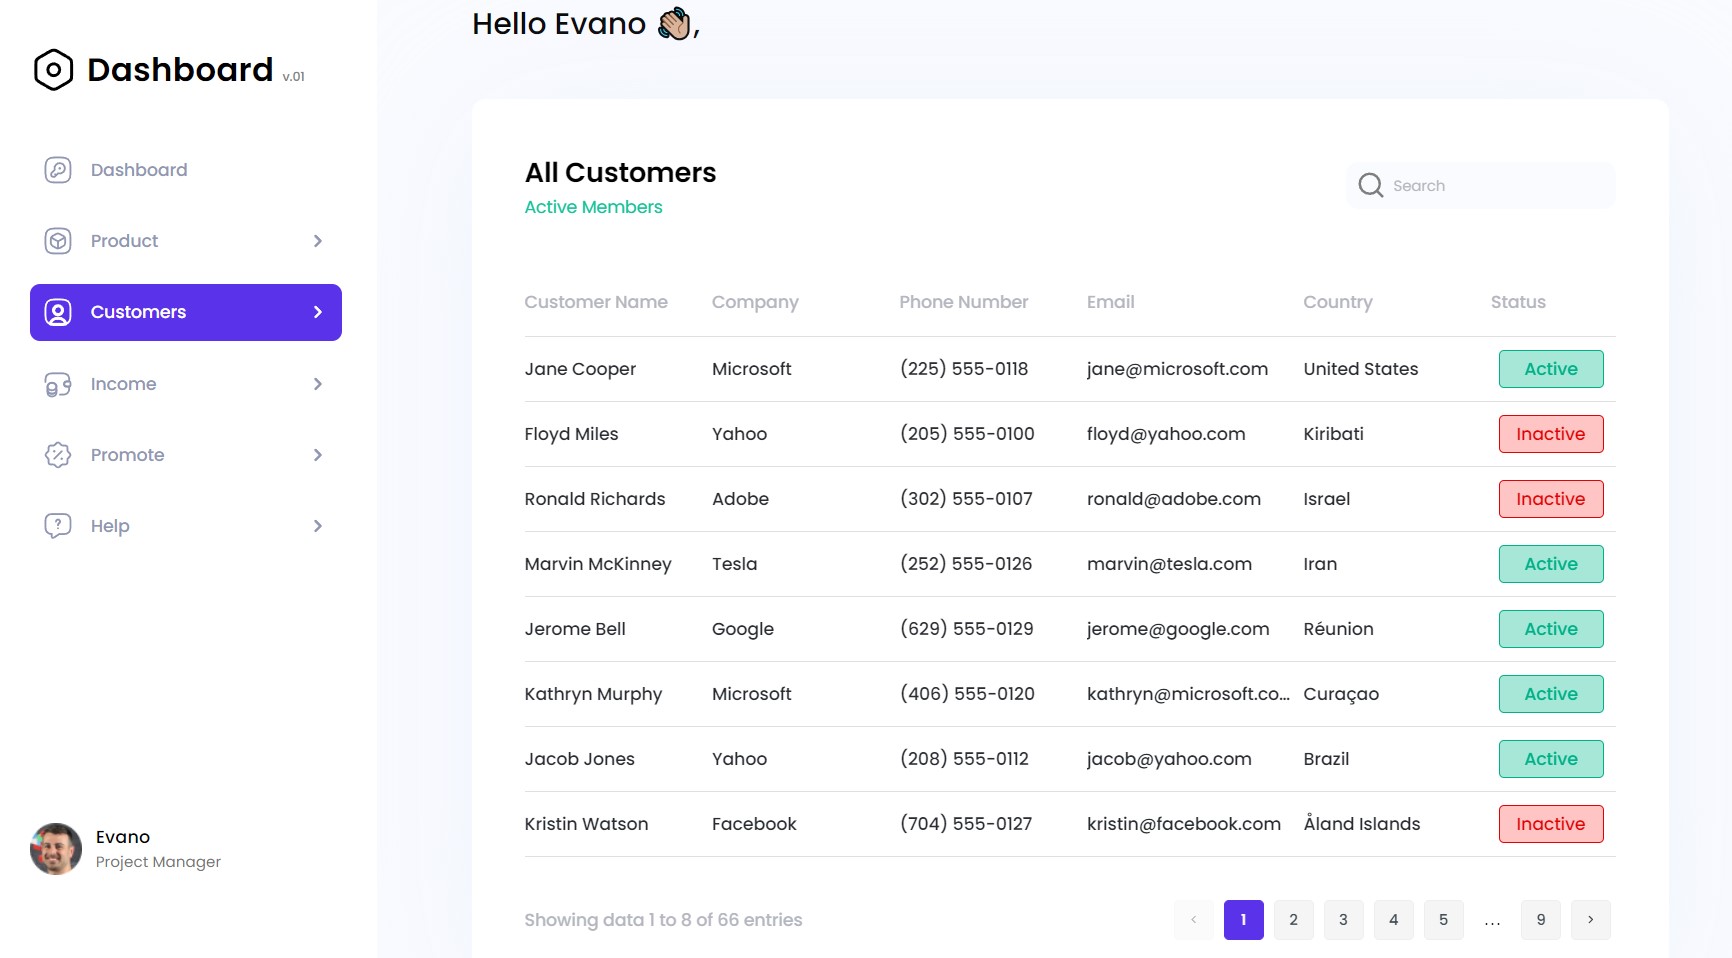 Hello Evano 👋🏽,
Dashboard v.01
Dashboard
Product
Customers
Income
Promote
Help
Evano
Project Manager
All Customers
Active Members
Search
Customer Name Company Phone Number Email Country Status
Jane Cooper Microsoft (225) 555-0118 jane@microsoft.com United States Active
Floyd Miles Yahoo (205) 555-0100 floyd@yahoo.com Kiribati Inactive
Ronald Richards Adobe (302) 555-0107 ronald@adobe.com Israel Inactive
Marvin McKinney Tesla (252) 555-0126 marvin@tesla.com Iran Active
Jerome Bell Google (629) 555-0129 jerome@google.com Réunion Active
Kathryn Murphy Microsoft (406) 555-0120 kathryn@microsoft.co... Curaçao Active
Jacob Jones Yahoo (208) 555-0112 jacob@yahoo.com Brazil Active
Kristin Watson Facebook (704) 555-0127 kristin@facebook.com Åland Islands Inactive
Showing data 1 to 8 of 66 entries
< 1 2 3 4 5 ... 9 >